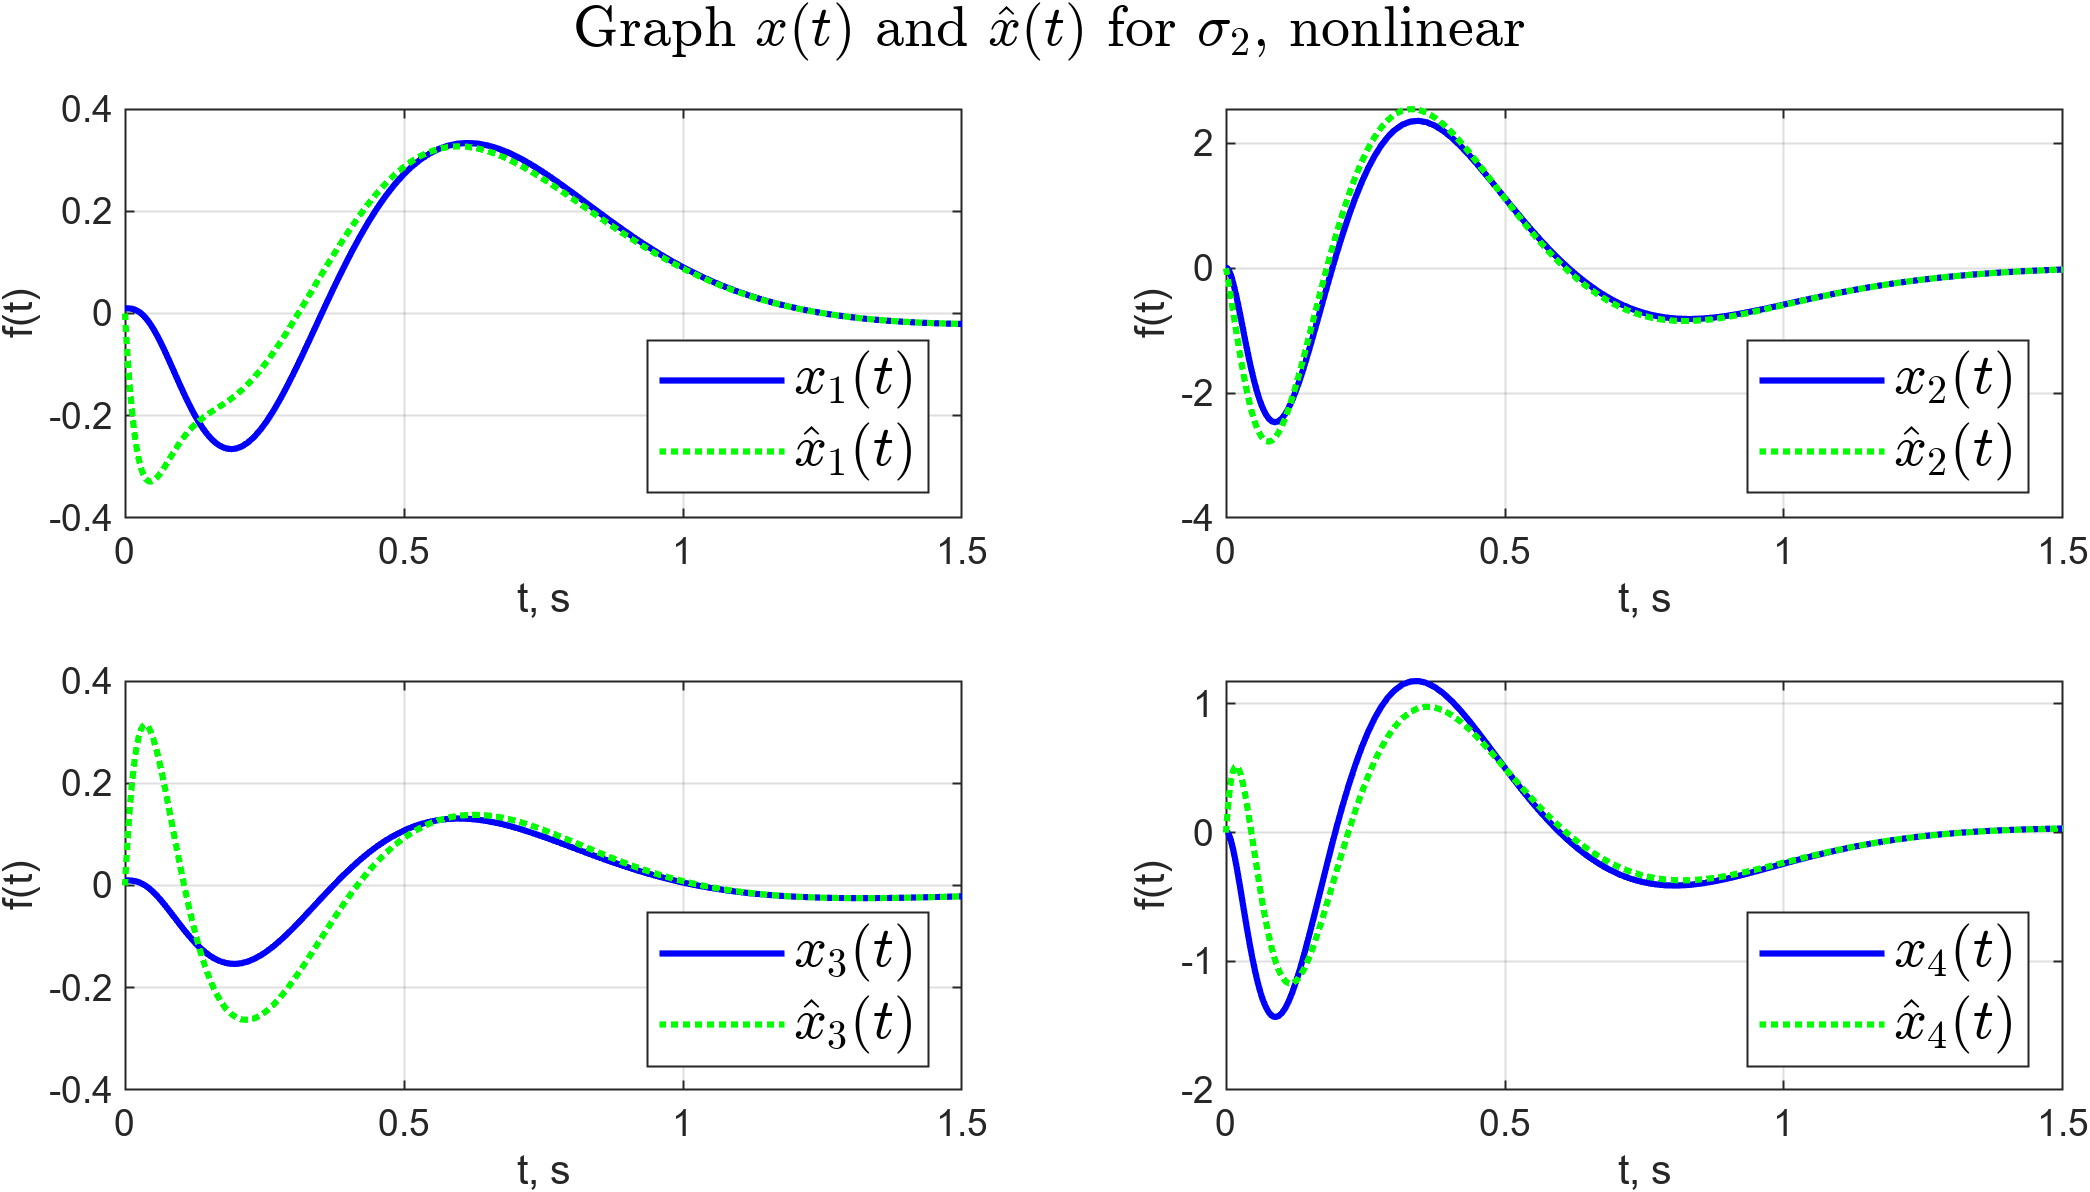 Graph x(t) and x̂(t) for σ₂, nonlinear
0.4
0.2
0
-0.2
-0.4
f(t)
0 0.5 1 1.5
t, s
x₁(t)
x̂₁(t)
2
0
-2
-4
f(t)
0 0.5 1 1.5
t, s
x₂(t)
x̂₂(t)
0.4
0.2
0
-0.2
-0.4
f(t)
0 0.5 1 1.5
t, s
x₃(t)
x̂₃(t)
1
0
-1
-2
f(t)
0 0.5 1 1.5
t, s
x₄(t)
x̂₄(t)